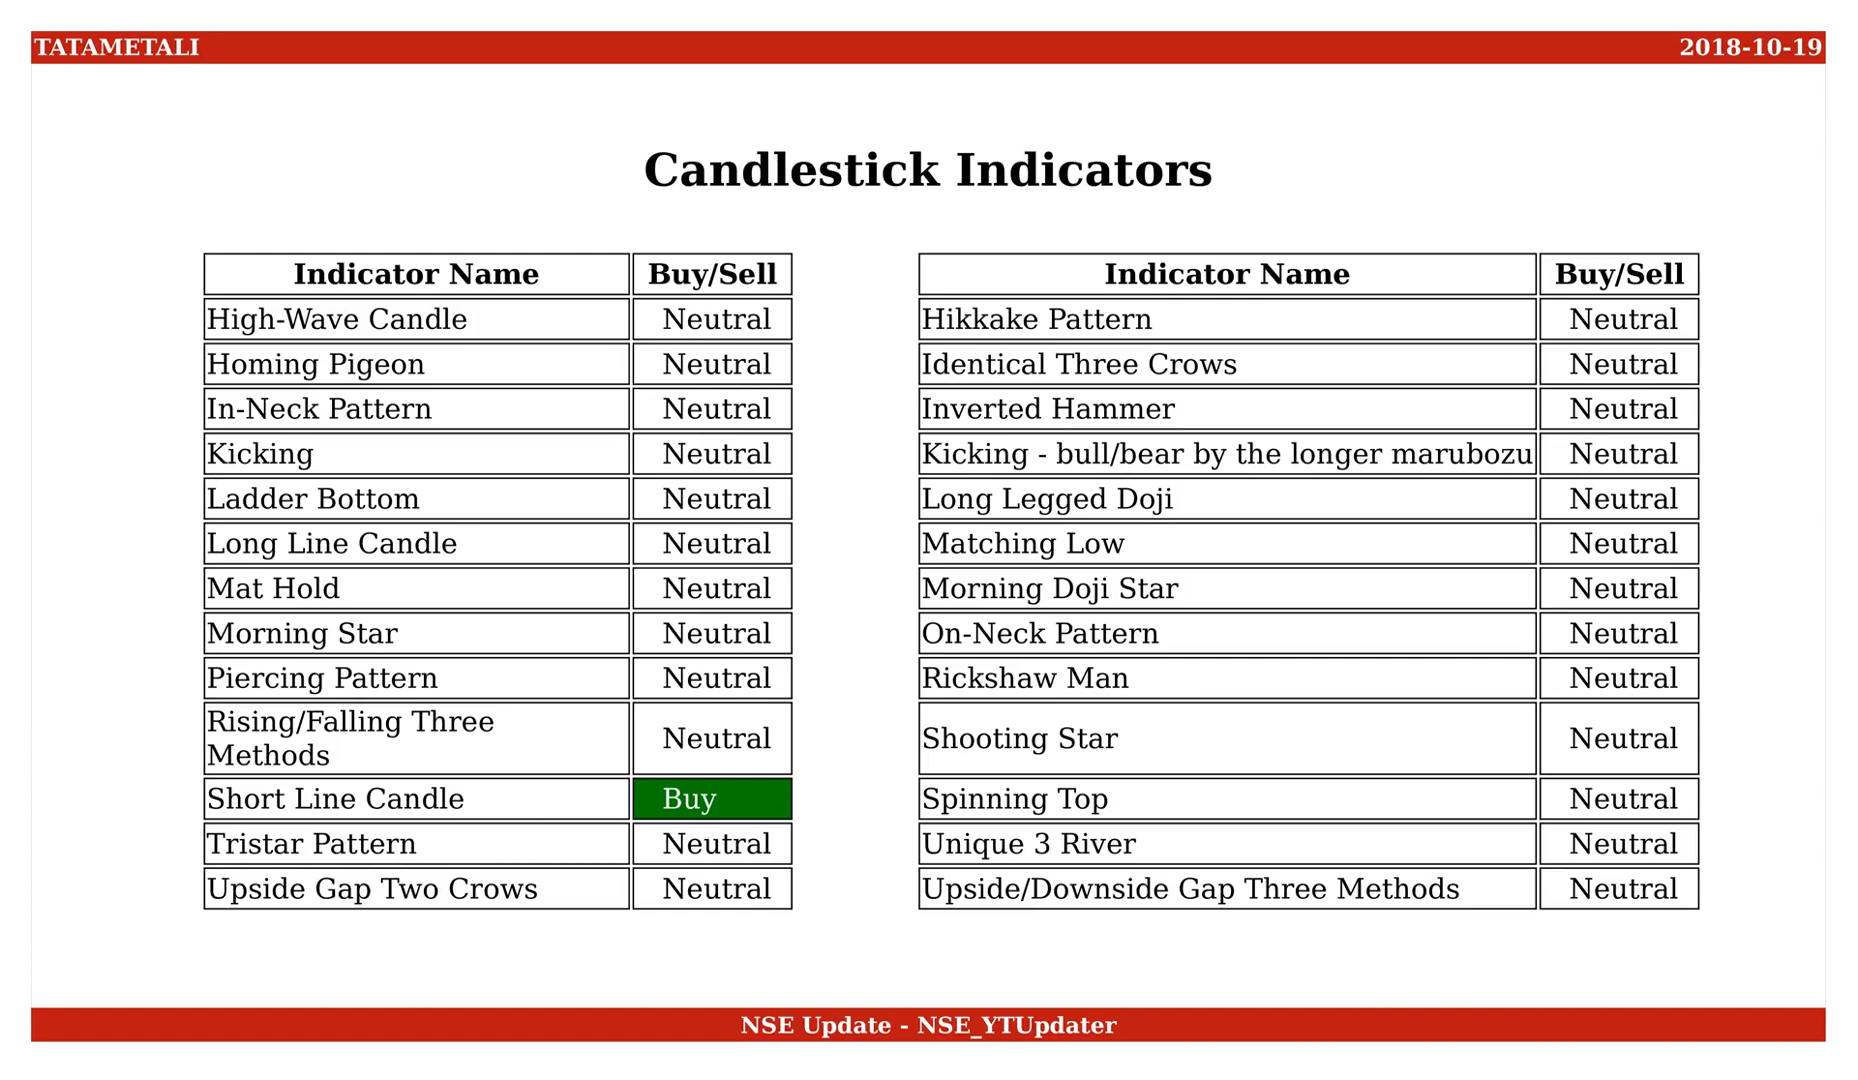 TATAMETALI 2018-10-19
Candlestick Indicators
Indicator Name Buy/Sell Indicator Name Buy/Sell
High-Wave Candle Neutral Hikkake Pattern Neutral
Homing Pigeon Neutral Identical Three Crows Neutral
In-Neck Pattern Neutral Inverted Hammer Neutral
Kicking Neutral Kicking - bull/bear by the longer marubozu Neutral
Ladder Bottom Neutral Long Legged Doji Neutral
Long Line Candle Neutral Matching Low Neutral
Mat Hold Neutral Morning Doji Star Neutral
Morning Star Neutral On-Neck Pattern Neutral
Piercing Pattern Neutral Rickshaw Man Neutral
Rising/Falling Three
Methods Neutral Shooting Star Neutral
Short Line Candle Buy Spinning Top Neutral
Tristar Pattern Neutral Unique 3 River Neutral
Upside Gap Two Crows Neutral Upside/Downside Gap Three Methods Neutral
NSE Update - NSE_YTUpdater